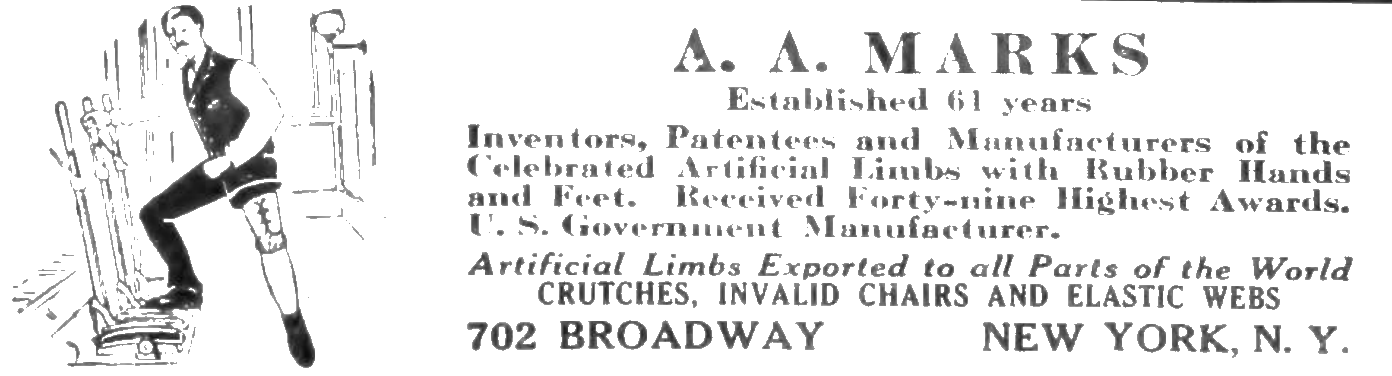 A. A. MARKS
Established 61 years
Inventors, Patentees and Manufacturers of the
Celebrated Artificial Limbs with Rubber Hands
and Feet. Received Forty-nine Highest Awards.
U. S. Government Manufacturer.
Artificial Limbs Exported to all Parts of the World
CRUTCHES, INVALID CHAIRS AND ELASTIC WEBS
702 BROADWAY NEW YORK, N. Y.